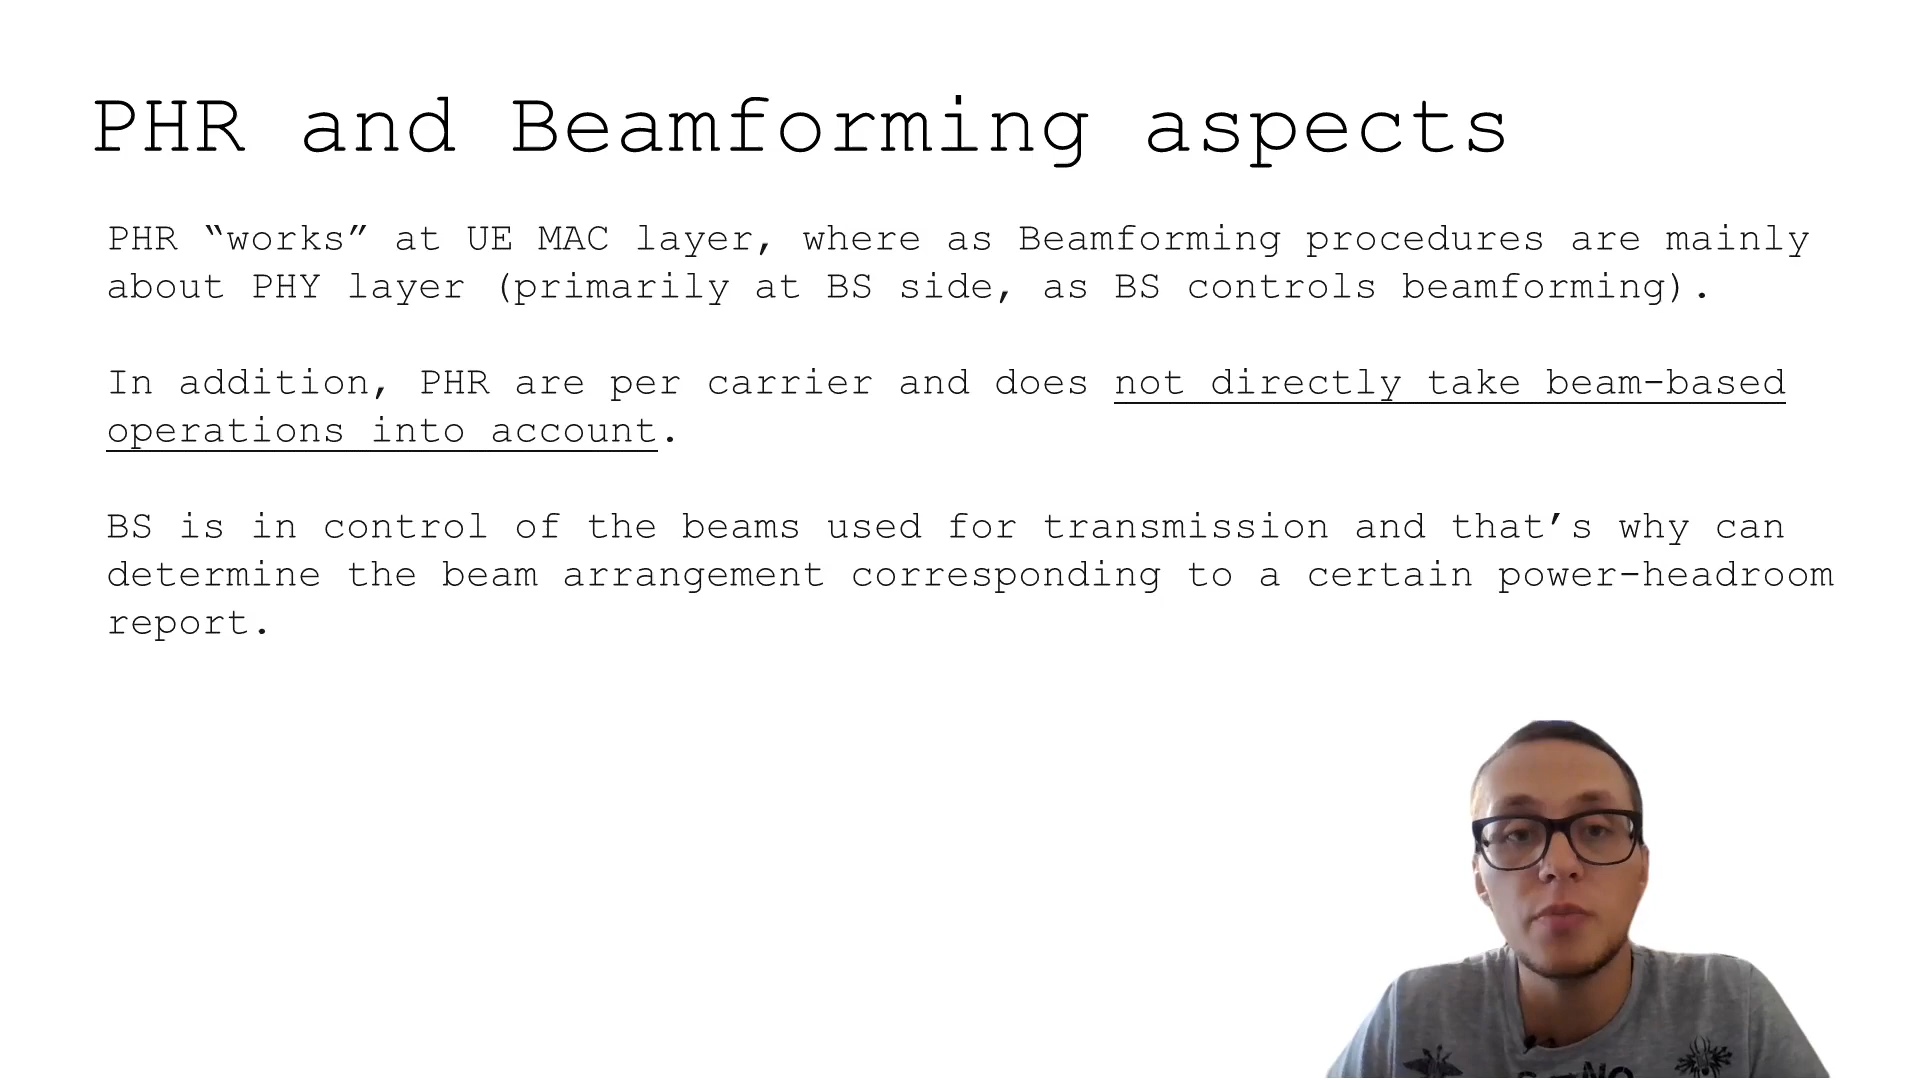 PHR and Beamforming aspects
PHR “works” at UE MAC layer, where as Beamforming procedures are mainly
about PHY layer (primarily at BS side, as BS controls beamforming).
In addition, PHR are per carrier and does not directly take beam-based
operations into account.
BS is in control of the beams used for transmission and that’s why can
determine the beam arrangement corresponding to a certain power-headroom
report.